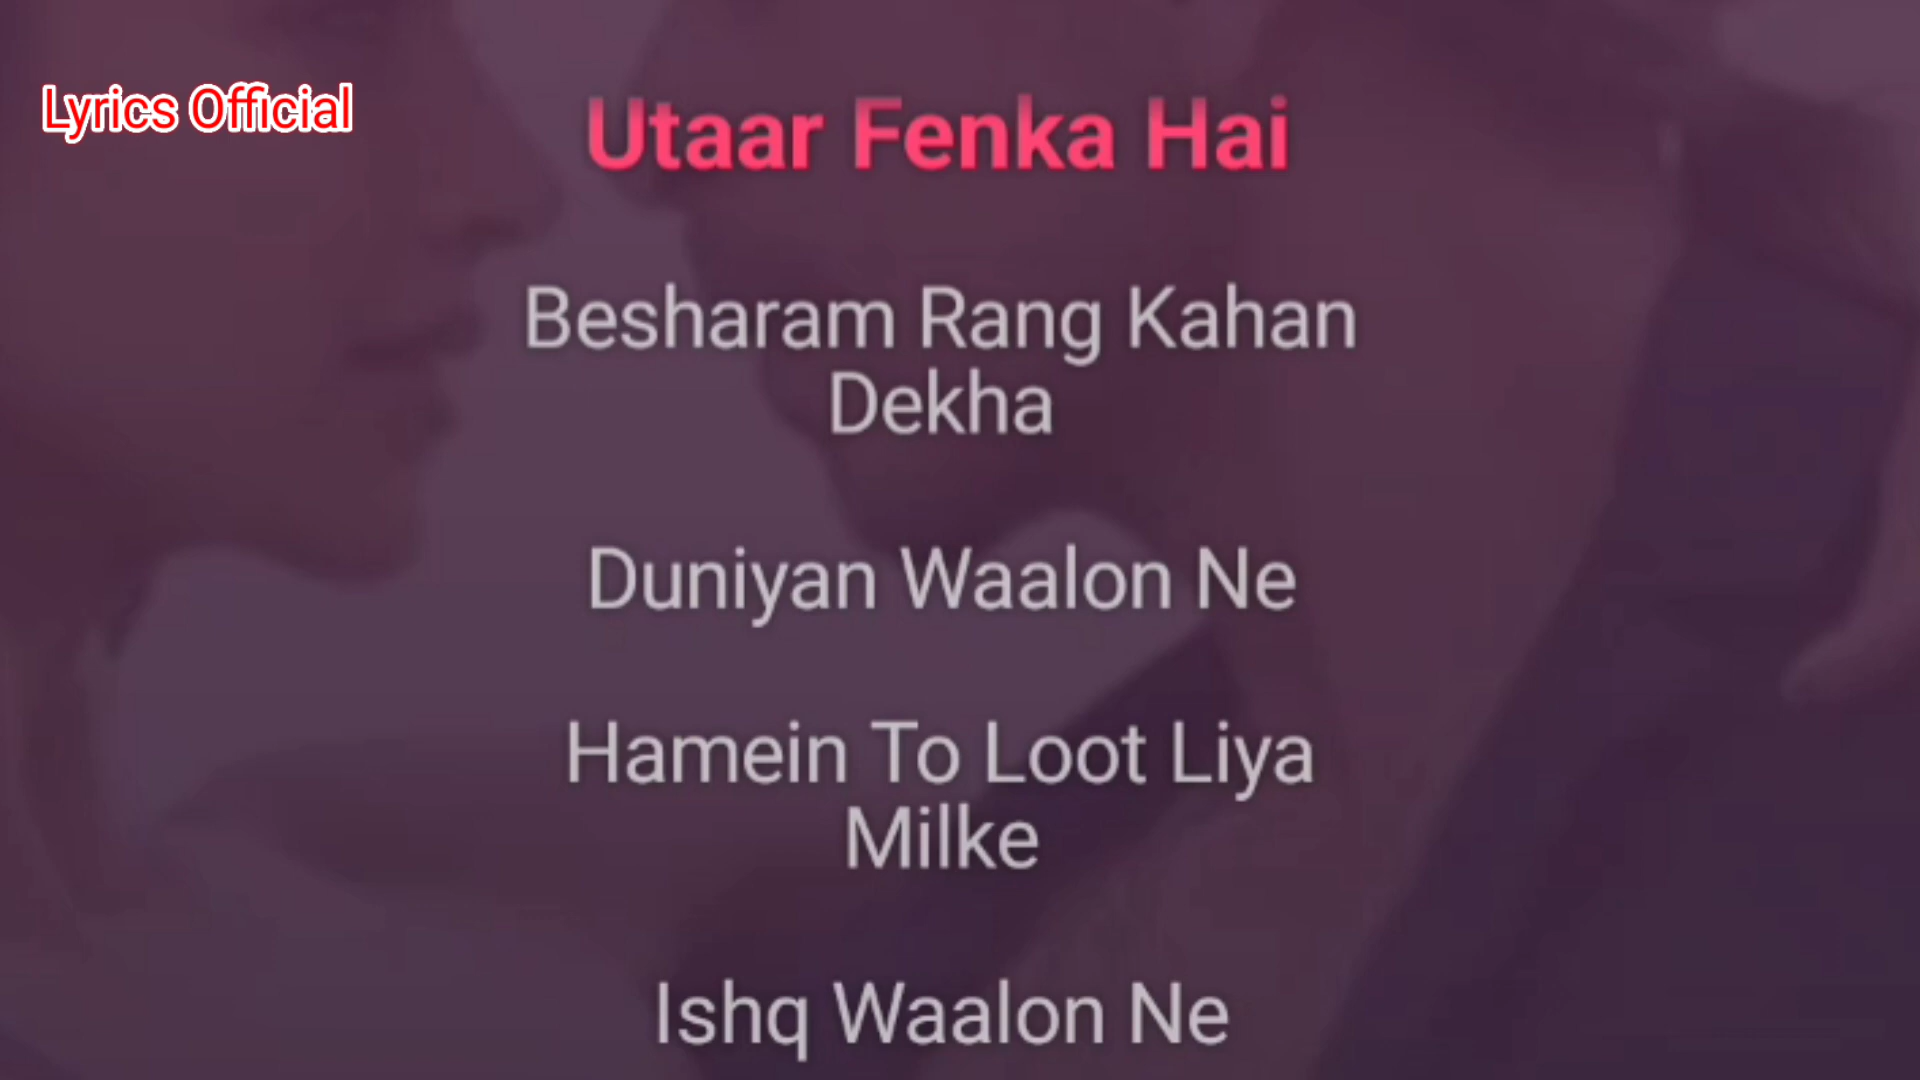 Lyrics Official
Utaar Fenka Hai
Besharam Rang Kahan
Dekha
Duniyan Waalon Ne
Hamein To Loot Liya
Milke
Ishq Waalon Ne